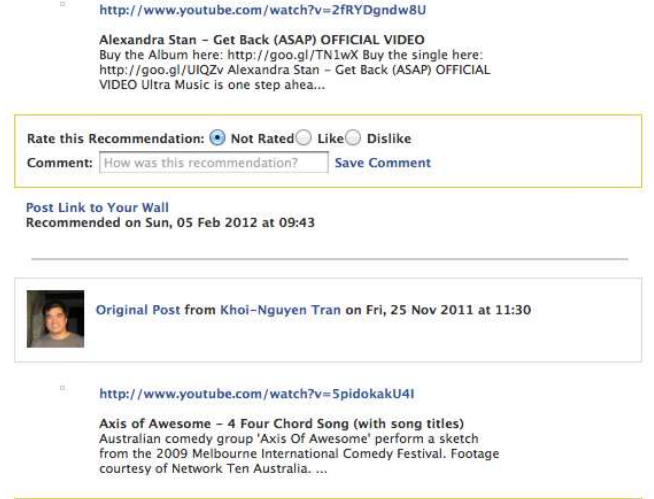 http://www.youtube.com/watch?v=2fRYDgndw8U
Alexandra Stan – Get Back (ASAP) OFFICIAL VIDEO
Buy the Album here: http://goo.gl/TN1wX Buy the single here:
http://goo.gl/UIQZv Alexandra Stan – Get Back (ASAP) OFFICIAL
VIDEO Ultra Music is one step ahea...
Rate this Recommendation: Not Rated Like Dislike
Comment: How was this recommendation? Save Comment
Post Link to Your Wall
Recommended on Sun, 05 Feb 2012 at 09:43
Original Post from Khoi-Nguyen Tran on Fri, 25 Nov 2011 at 11:30
http://www.youtube.com/watch?v=5pidokakU4I
Axis of Awesome – 4 Four Chord Song (with song titles)
Australian comedy group 'Axis Of Awesome' perform a sketch
from the 2009 Melbourne International Comedy Festival. Footage
courtesy of Network Ten Australia. ...